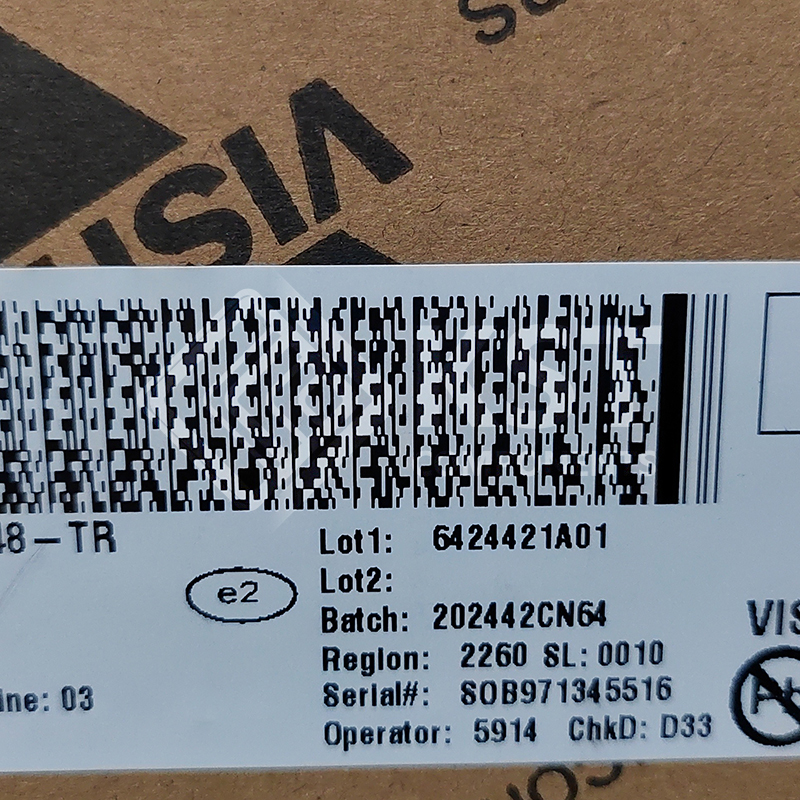 VISH
48-TR
Lot1: 6424421A01
e2
Lot2:
Batch: 202442CN64
VIS
Region: 2260 SL: 0010
ine: 03
Serial#: SOB971345516
Operator: 5914 ChkD: D33